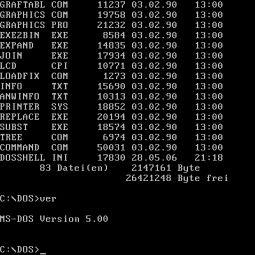 GRAFTABL COM 11237 03.02.90 13:00
GRAPHICS COM 19758 03.02.90 13:00
GRAPHICS PRO 21232 03.02.90 13:00
EXE2BIN EXE 8584 03.02.90 13:00
EXPAND EXE 14035 03.02.90 13:00
JOIN EXE 17934 03.02.90 13:00
LCD CPI 10771 03.02.90 13:00
LOADFIX COM 1273 03.02.90 13:00
INFO TXT 15690 03.02.90 13:00
ANWINFO TXT 10313 03.02.90 13:00
PRINTER SYS 18852 03.02.90 13:00
REPLACE EXE 20194 03.02.90 13:00
SUBST EXE 18574 03.02.90 13:00
TREE COM 6974 03.02.90 13:00
COMMAND COM 50031 03.02.90 13:00
DOSSHELL INI 17830 28.05.06 21:18
83 Datei(en) 2147161 Byte
26421248 Byte frei
C:\DOS>ver
MS-DOS Version 5.00
C:\DOS>_